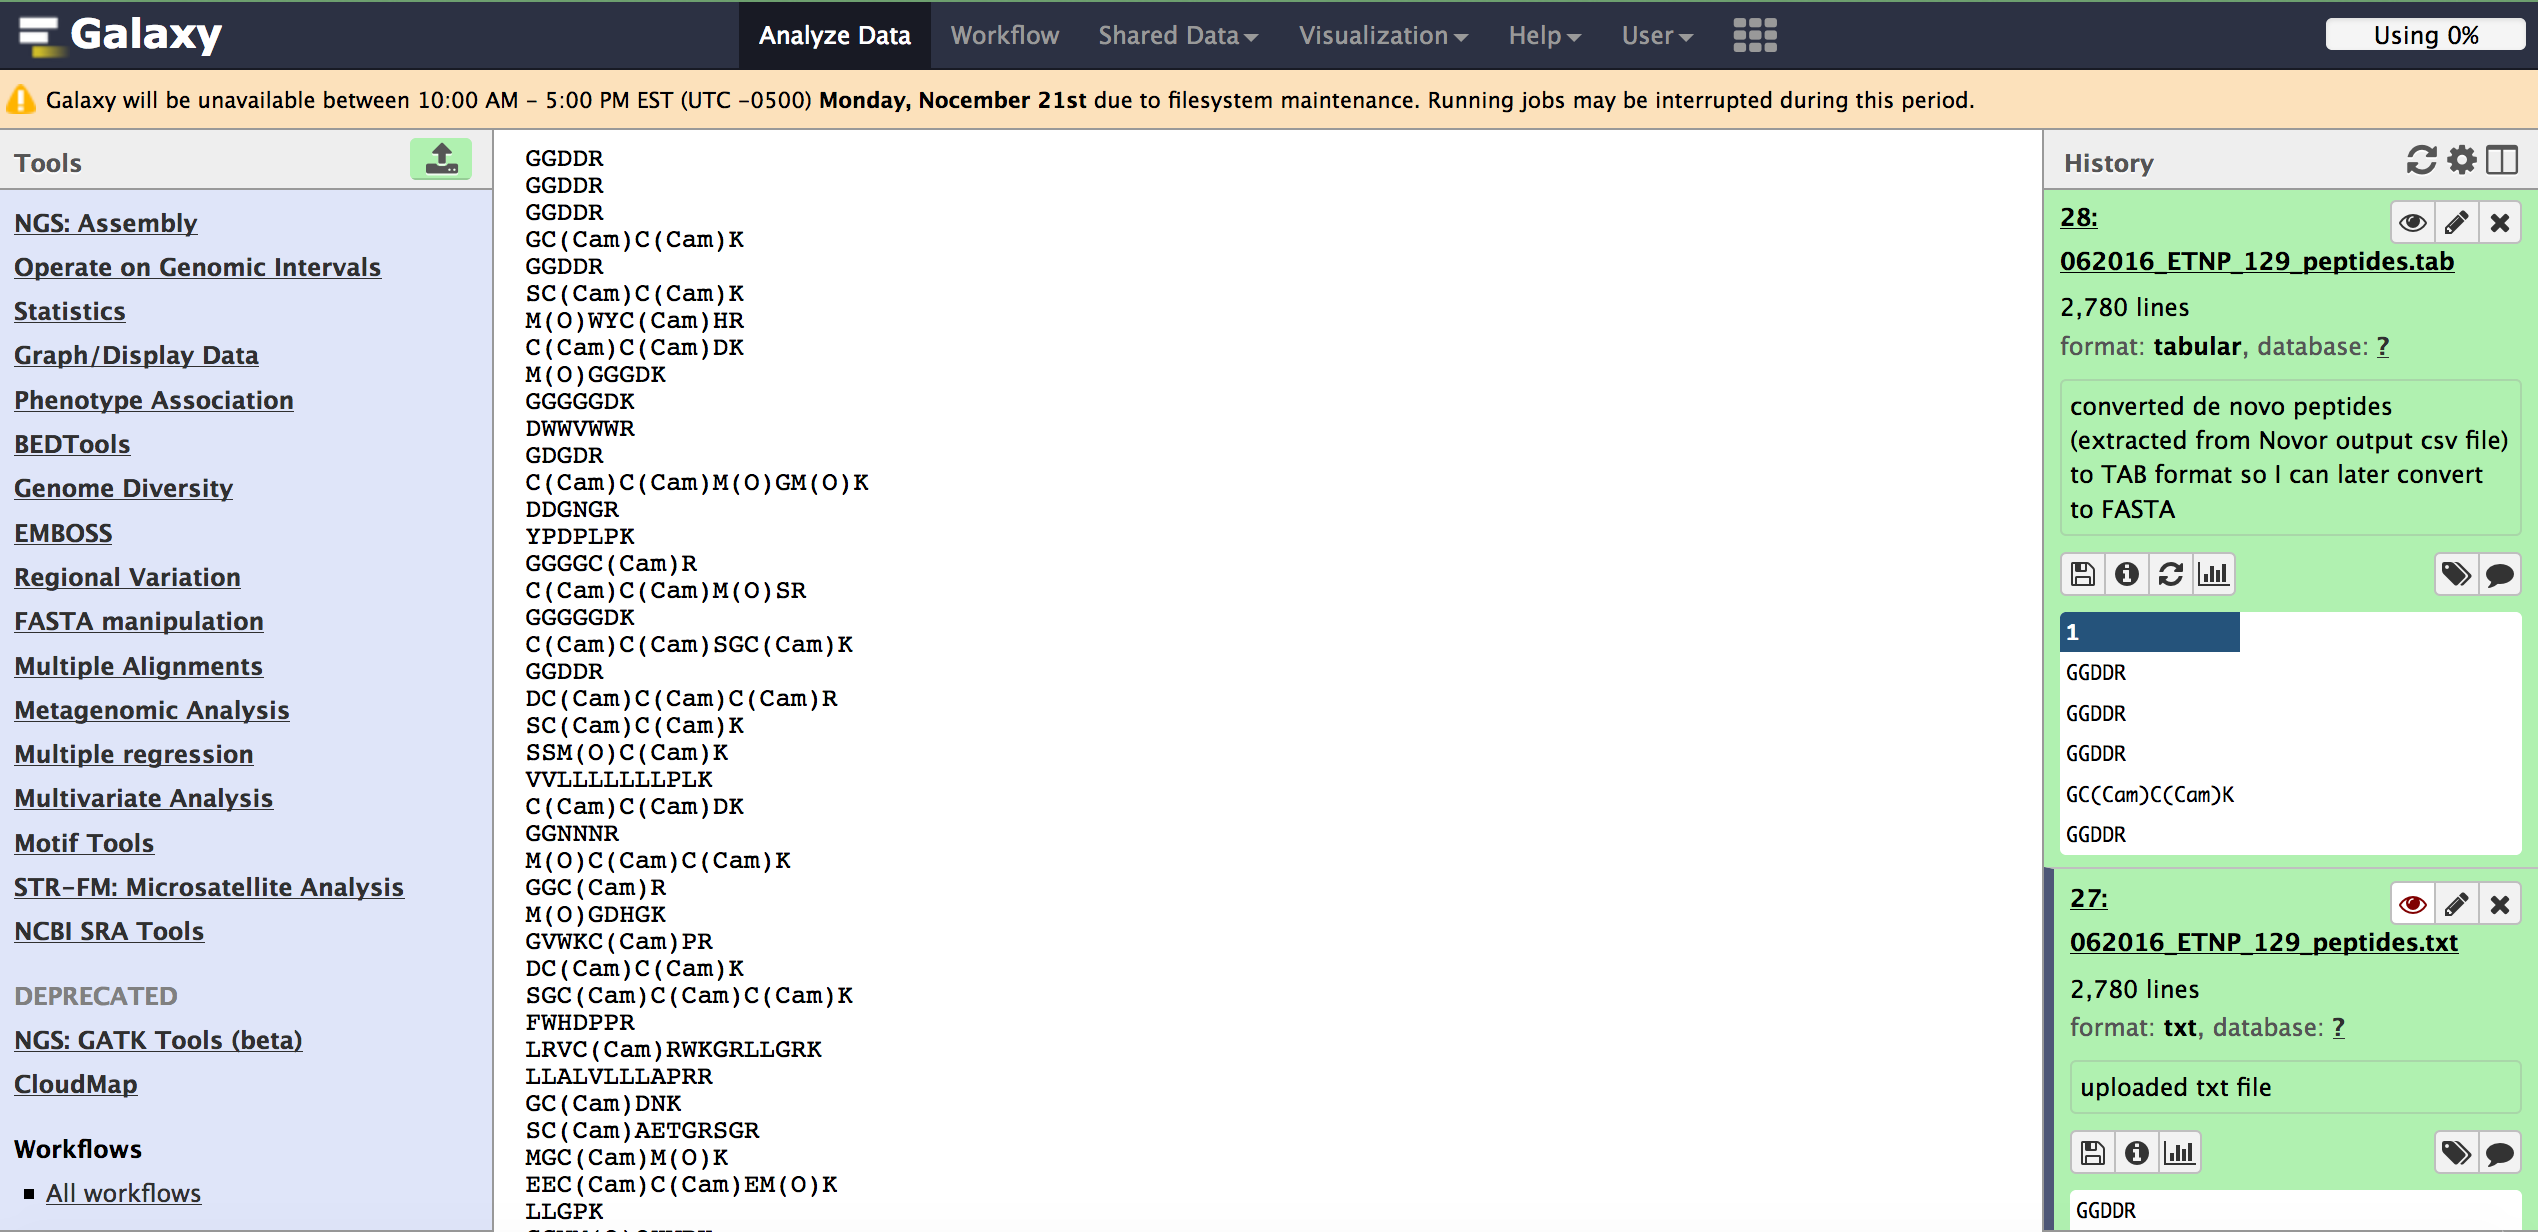 Galaxy
Analyze Data
Workflow
Shared Data
Visualization
Help
User
Using 0%
Galaxy will be unavailable between 10:00 AM - 5:00 PM EST (UTC -0500) Monday, Nocember 21st due to filesystem maintenance. Running jobs may be interrupted during this period.
Tools
NGS: Assembly
Operate on Genomic Intervals
Statistics
Graph/Display Data
Phenotype Association
BEDTools
Genome Diversity
EMBOSS
Regional Variation
FASTA manipulation
Multiple Alignments
Metagenomic Analysis
Multiple regression
Multivariate Analysis
Motif Tools
STR-FM: Microsatellite Analysis
NCBI SRA Tools
DEPRECATED
NGS: GATK Tools (beta)
CloudMap
Workflows
All workflows
GGDDR
GGDDR
GGDDR
GC(Cam)C(Cam)K
GGDDR
SC(Cam)C(Cam)K
M(O)WYC(Cam)HR
C(Cam)C(Cam)DK
M(O)GGGDK
GGGGGDK
DWWVWWR
GDGDR
C(Cam)C(Cam)M(O)GM(O)K
DDGNGR
YPDPLPK
GGGGC(Cam)R
C(Cam)C(Cam)M(O)SR
GGGGGDK
C(Cam)C(Cam)SGC(Cam)K
GGDDR
DC(Cam)C(Cam)C(Cam)R
SC(Cam)C(Cam)K
SSM(O)C(Cam)K
VVLLLLLLLPLK
C(Cam)C(Cam)DK
GGNNNR
M(O)C(Cam)C(Cam)K
GGC(Cam)R
M(O)GDHGK
GVWKC(Cam)PR
DC(Cam)C(Cam)K
SGC(Cam)C(Cam)C(Cam)K
FWHDPPR
LRVC(Cam)RWKGRLLGRK
LLALVLLLAPRR
GC(Cam)DNK
SC(Cam)AETGRSGR
MGC(Cam)M(O)K
EEC(Cam)C(Cam)EM(O)K
LLGPK
History
28:
062016_ETNP_129_peptides.tab
2,780 lines
format: tabular, database: ?
converted de novo peptides
(extracted from Novor output csv file)
to TAB format so I can later convert
to FASTA
1
GGDDR
GGDDR
GGDDR
GC(Cam)C(Cam)K
GGDDR
27:
062016_ETNP_129_peptides.txt
2,780 lines
format: txt, database: ?
uploaded txt file
GGDDR